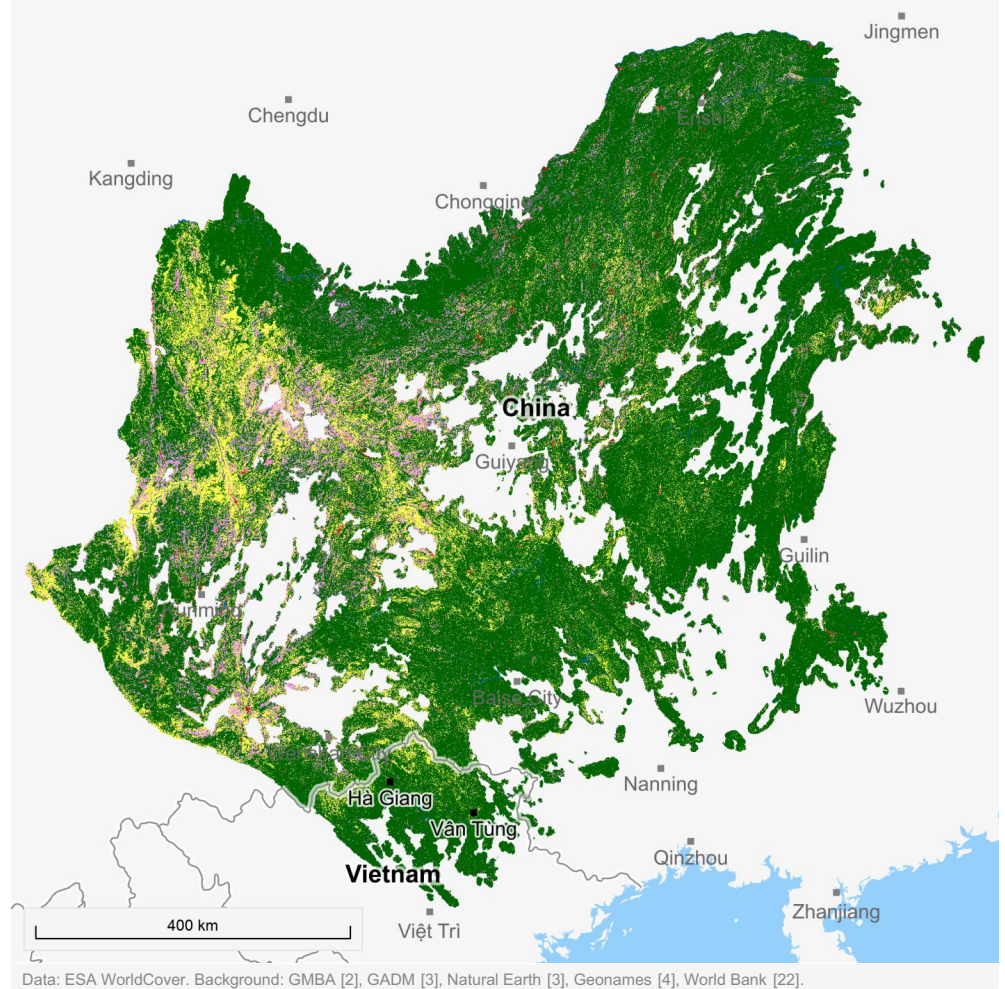 Jingmen
Chengdu
Enshi
Kangding
Chongqing
China
Guiyang
Guilin
Kunming
Baise City
Wuzhou
Nanning
Hà Giang
Vân Tùng
Qinzhou
Vietnam
Zhanjiang
Việt Trì
400 km
Data: ESA WorldCover. Background: GMBA [2], GADM [3], Natural Earth [3], Geonames [4], World Bank [22].